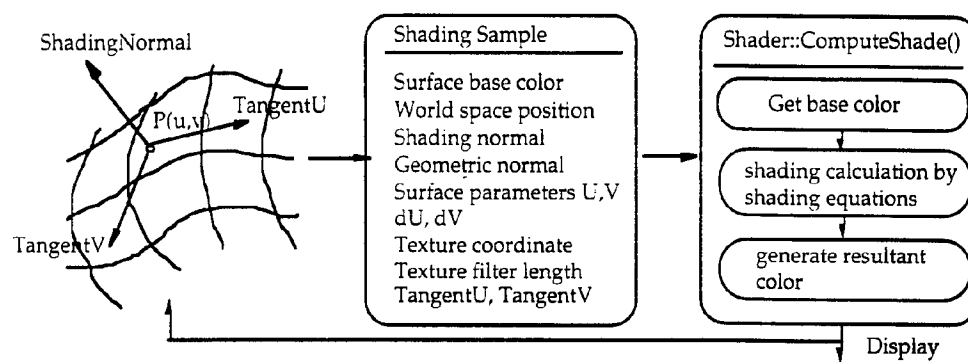 ShadingNormal
TangentU
P(u,v)
TangentV
Shading Sample
Surface base color
World space position
Shading normal
Geometric normal
Surface parameters U,V
dU, dV
Texture coordinate
Texture filter length
TangentU, TangentV
Shader::ComputeShade()
Get base color
shading calculation by
shading equations
generate resultant
color
Display